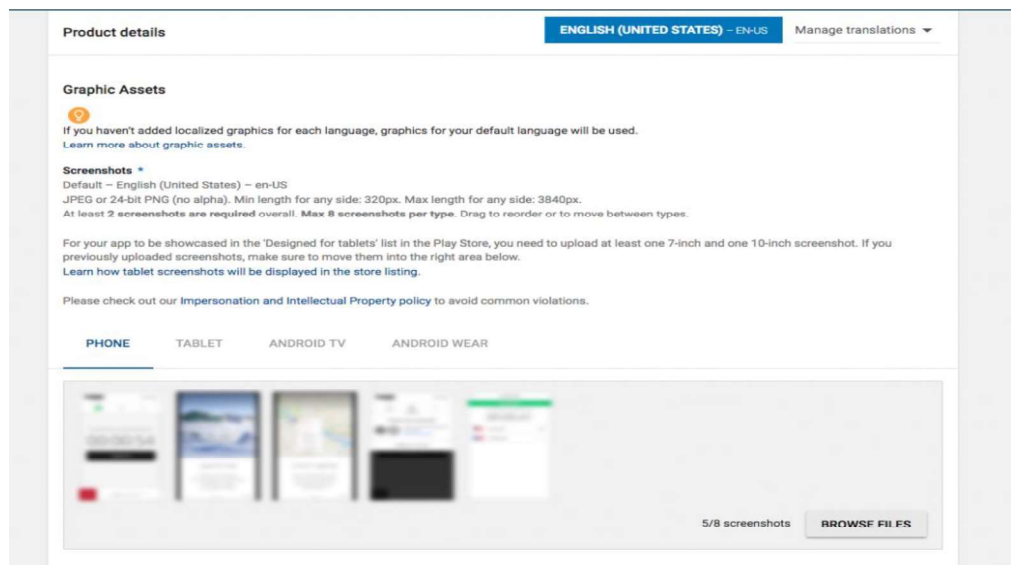 Product details
ENGLISH (UNITED STATES) – EN-US
Manage translations
Graphic Assets
If you haven't added localized graphics for each language, graphics for your default language will be used.
Learn more about graphic assets.
Screenshots *
Default – English (United States) – en-US
JPEG or 24-bit PNG (no alpha). Min length for any side: 320px. Max length for any side: 3840px.
At least 2 screenshots are required overall. Max 8 screenshots per type. Drag to reorder or to move between types.
For your app to be showcased in the 'Designed for tablets' list in the Play Store, you need to upload at least one 7-inch and one 10-inch screenshot. If you
previously uploaded screenshots, make sure to move them into the right area below.
Learn how tablet screenshots will be displayed in the store listing.
Please check out our Impersonation and Intellectual Property policy to avoid common violations.
PHONE
TABLET
ANDROID TV
ANDROID WEAR
5/8 screenshots
BROWSE FILES